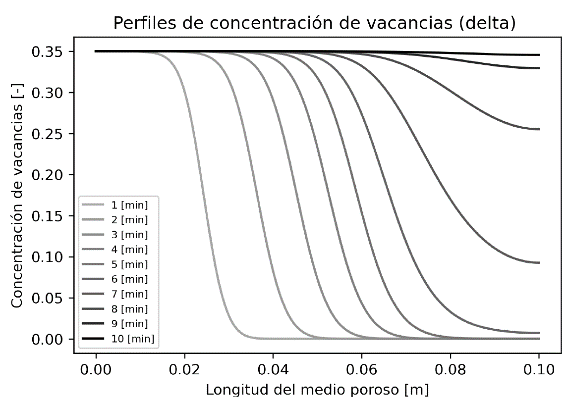 Perfiles de concentración de vacancias (delta)
Concentración de vacancias [-]
0.35
0.30
0.25
0.20
0.15
0.10
0.05
0.00
1 [min]
2 [min]
3 [min]
4 [min]
5 [min]
6 [min]
7 [min]
8 [min]
9 [min]
10 [min]
0.00 0.02 0.04 0.06 0.08 0.10
Longitud del medio poroso [m]